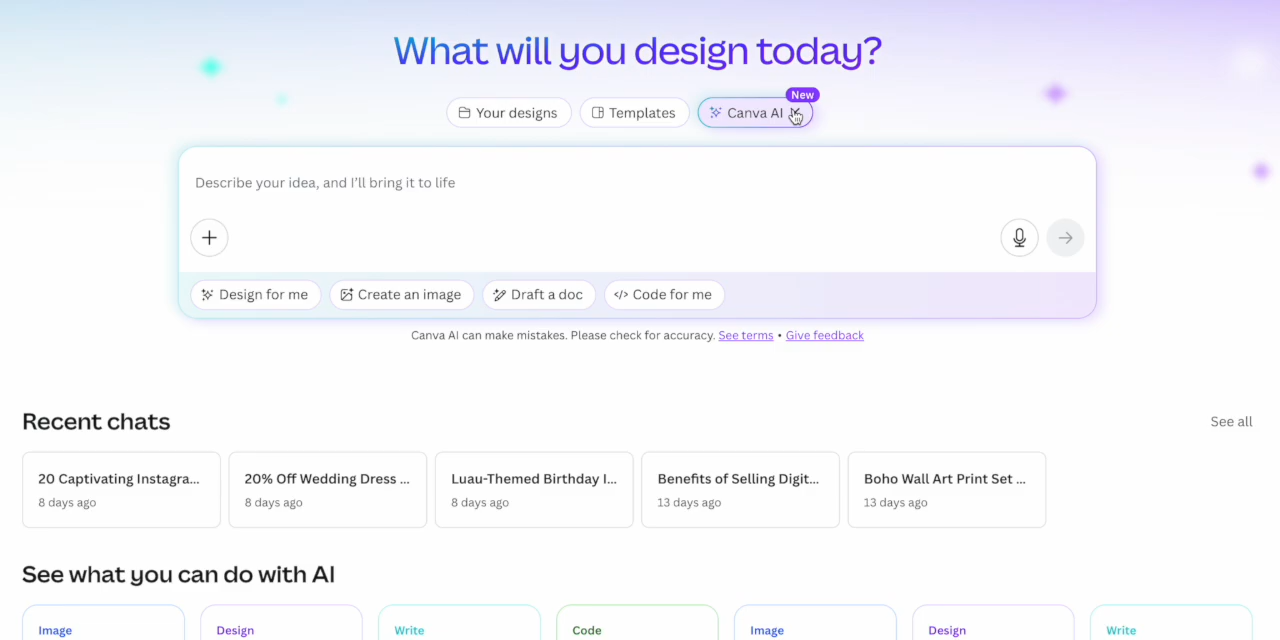 What will you design today?
New
Your designs
Templates
Canva AI
Describe your idea, and I'll bring it to life
Design for me
Create an image
Draft a doc
</> Code for me
Canva AI can make mistakes. Please check for accuracy. See terms • Give feedback
Recent chats
See all
20 Captivating Instagra...
20% Off Wedding Dress ...
Luau-Themed Birthday I...
Benefits of Selling Digit...
Boho Wall Art Print Set ...
8 days ago
8 days ago
8 days ago
13 days ago
13 days ago
See what you can do with AI
Image
Design
Write
Code
Image
Design
Write